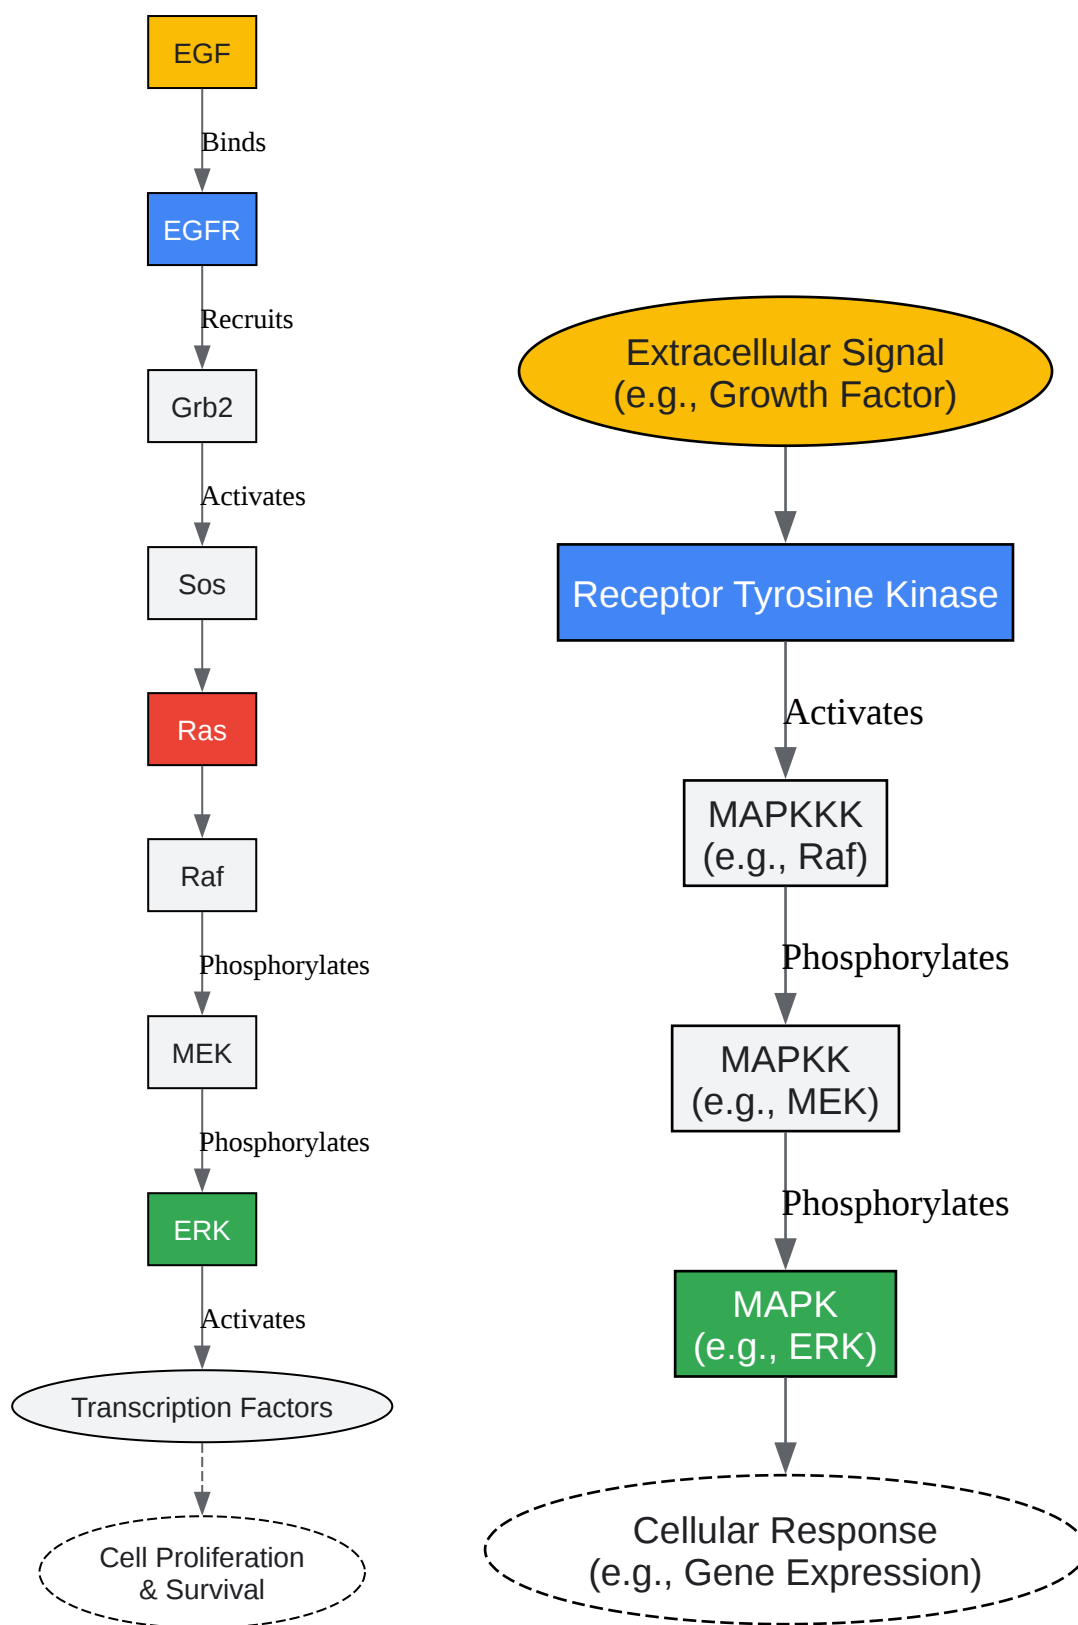 EGF
Binds
EGFR
Recruits
Grb2
Activates
Sos
Ras
Raf
Phosphorylates
MEK
Phosphorylates
ERK
Activates
Transcription Factors
Cell Proliferation
& Survival
Extracellular Signal
(e.g., Growth Factor)
Receptor Tyrosine Kinase
Activates
MAPKKK
(e.g., Raf)
Phosphorylates
MAPKK
(e.g., MEK)
Phosphorylates
MAPK
(e.g., ERK)
Cellular Response
(e.g., Gene Expression)